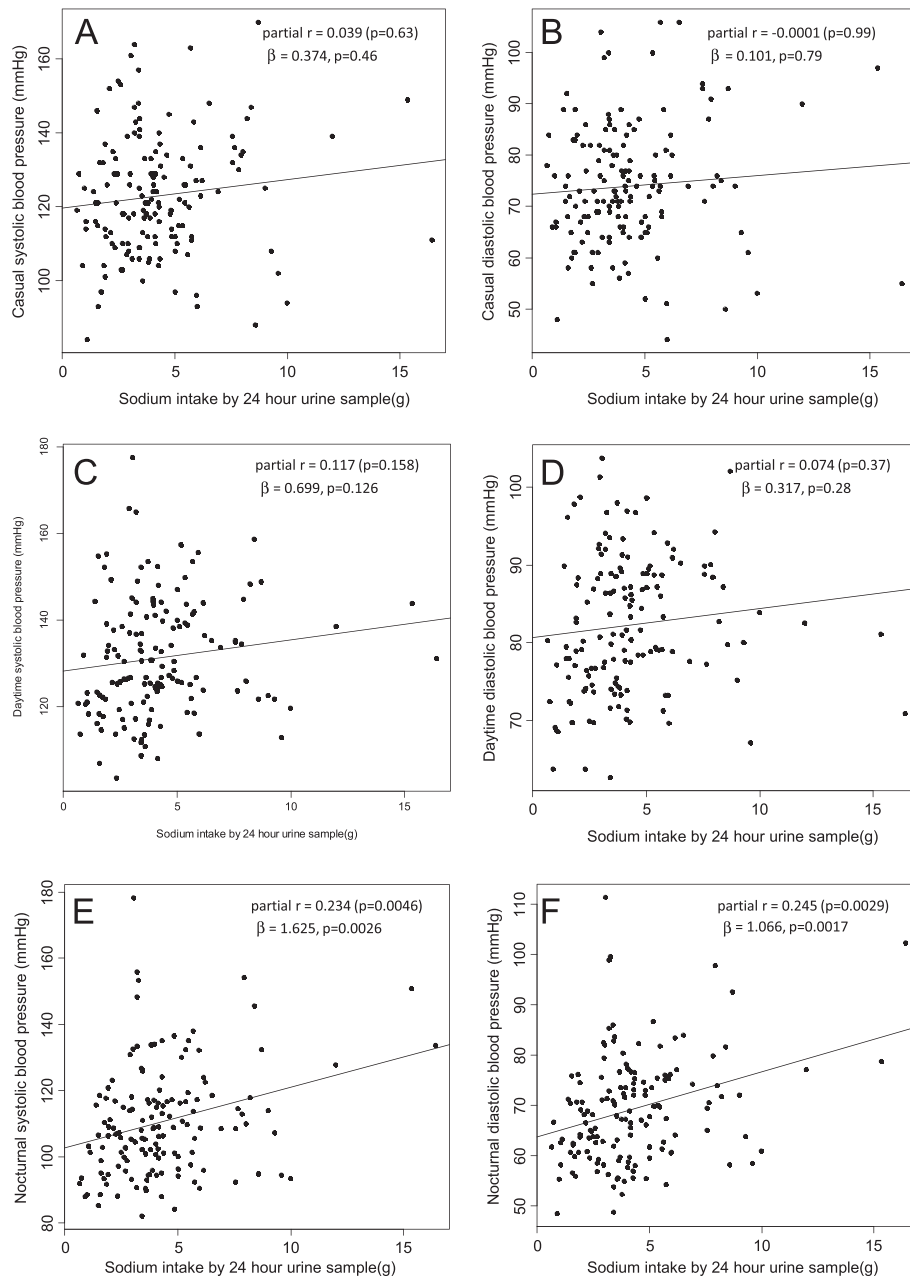 A
partial r = 0.039 (p=0.63)
β = 0.374, p=0.46
Casual systolic blood pressure (mmHg)
160
140
120
100
0 5 10 15
Sodium intake by 24 hour urine sample(g)
B
partial r = -0.0001 (p=0.99)
β = 0.101, p=0.79
Casual diastolic blood pressure (mmHg)
100
90
80
70
60
50
0 5 10 15
Sodium intake by 24 hour urine sample(g)
C
partial r = 0.117 (p=0.158)
β = 0.699, p=0.126
Daytime systolic blood pressure (mmHg)
180
160
140
120
0 5 10 15
Sodium intake by 24 hour urine sample(g)
D
partial r = 0.074 (p=0.37)
β = 0.317, p=0.28
Daytime diastolic blood pressure (mmHg)
100
90
80
70
0 5 10 15
Sodium intake by 24 hour urine sample(g)
E
partial r = 0.234 (p=0.0046)
β = 1.625, p=0.0026
Nocturnal systolic blood pressure (mmHg)
180
160
140
120
100
80
0 5 10 15
Sodium intake by 24 hour urine sample(g)
F
partial r = 0.245 (p=0.0029)
β = 1.066, p=0.0017
Nocturnal diastolic blood pressure (mmHg)
110
100
90
80
70
60
50
0 5 10 15
Sodium intake by 24 hour urine sample(g)